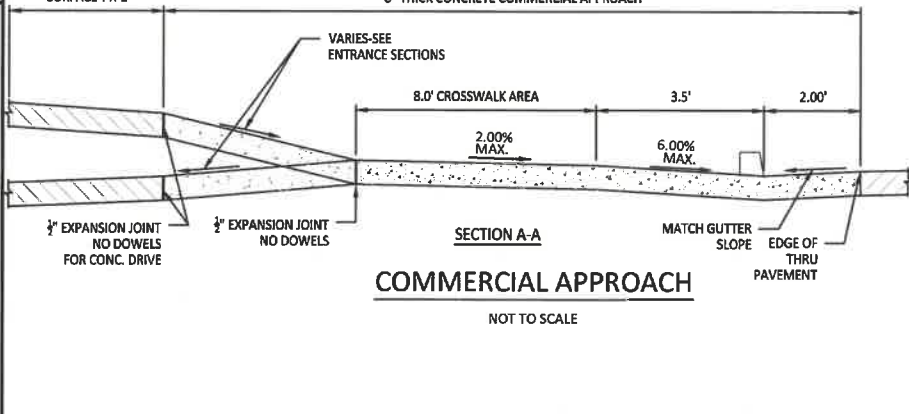 VARIES-SEE
ENTRANCE SECTIONS
8.0' CROSSWALK AREA
3.5'
2.00'
2.00%
MAX.
6.00%
MAX.
½" EXPANSION JOINT
NO DOWELS
FOR CONC. DRIVE
½" EXPANSION JOINT
NO DOWELS
SECTION A-A
MATCH GUTTER
SLOPE
EDGE OF
THRU
PAVEMENT
COMMERCIAL APPROACH
NOT TO SCALE